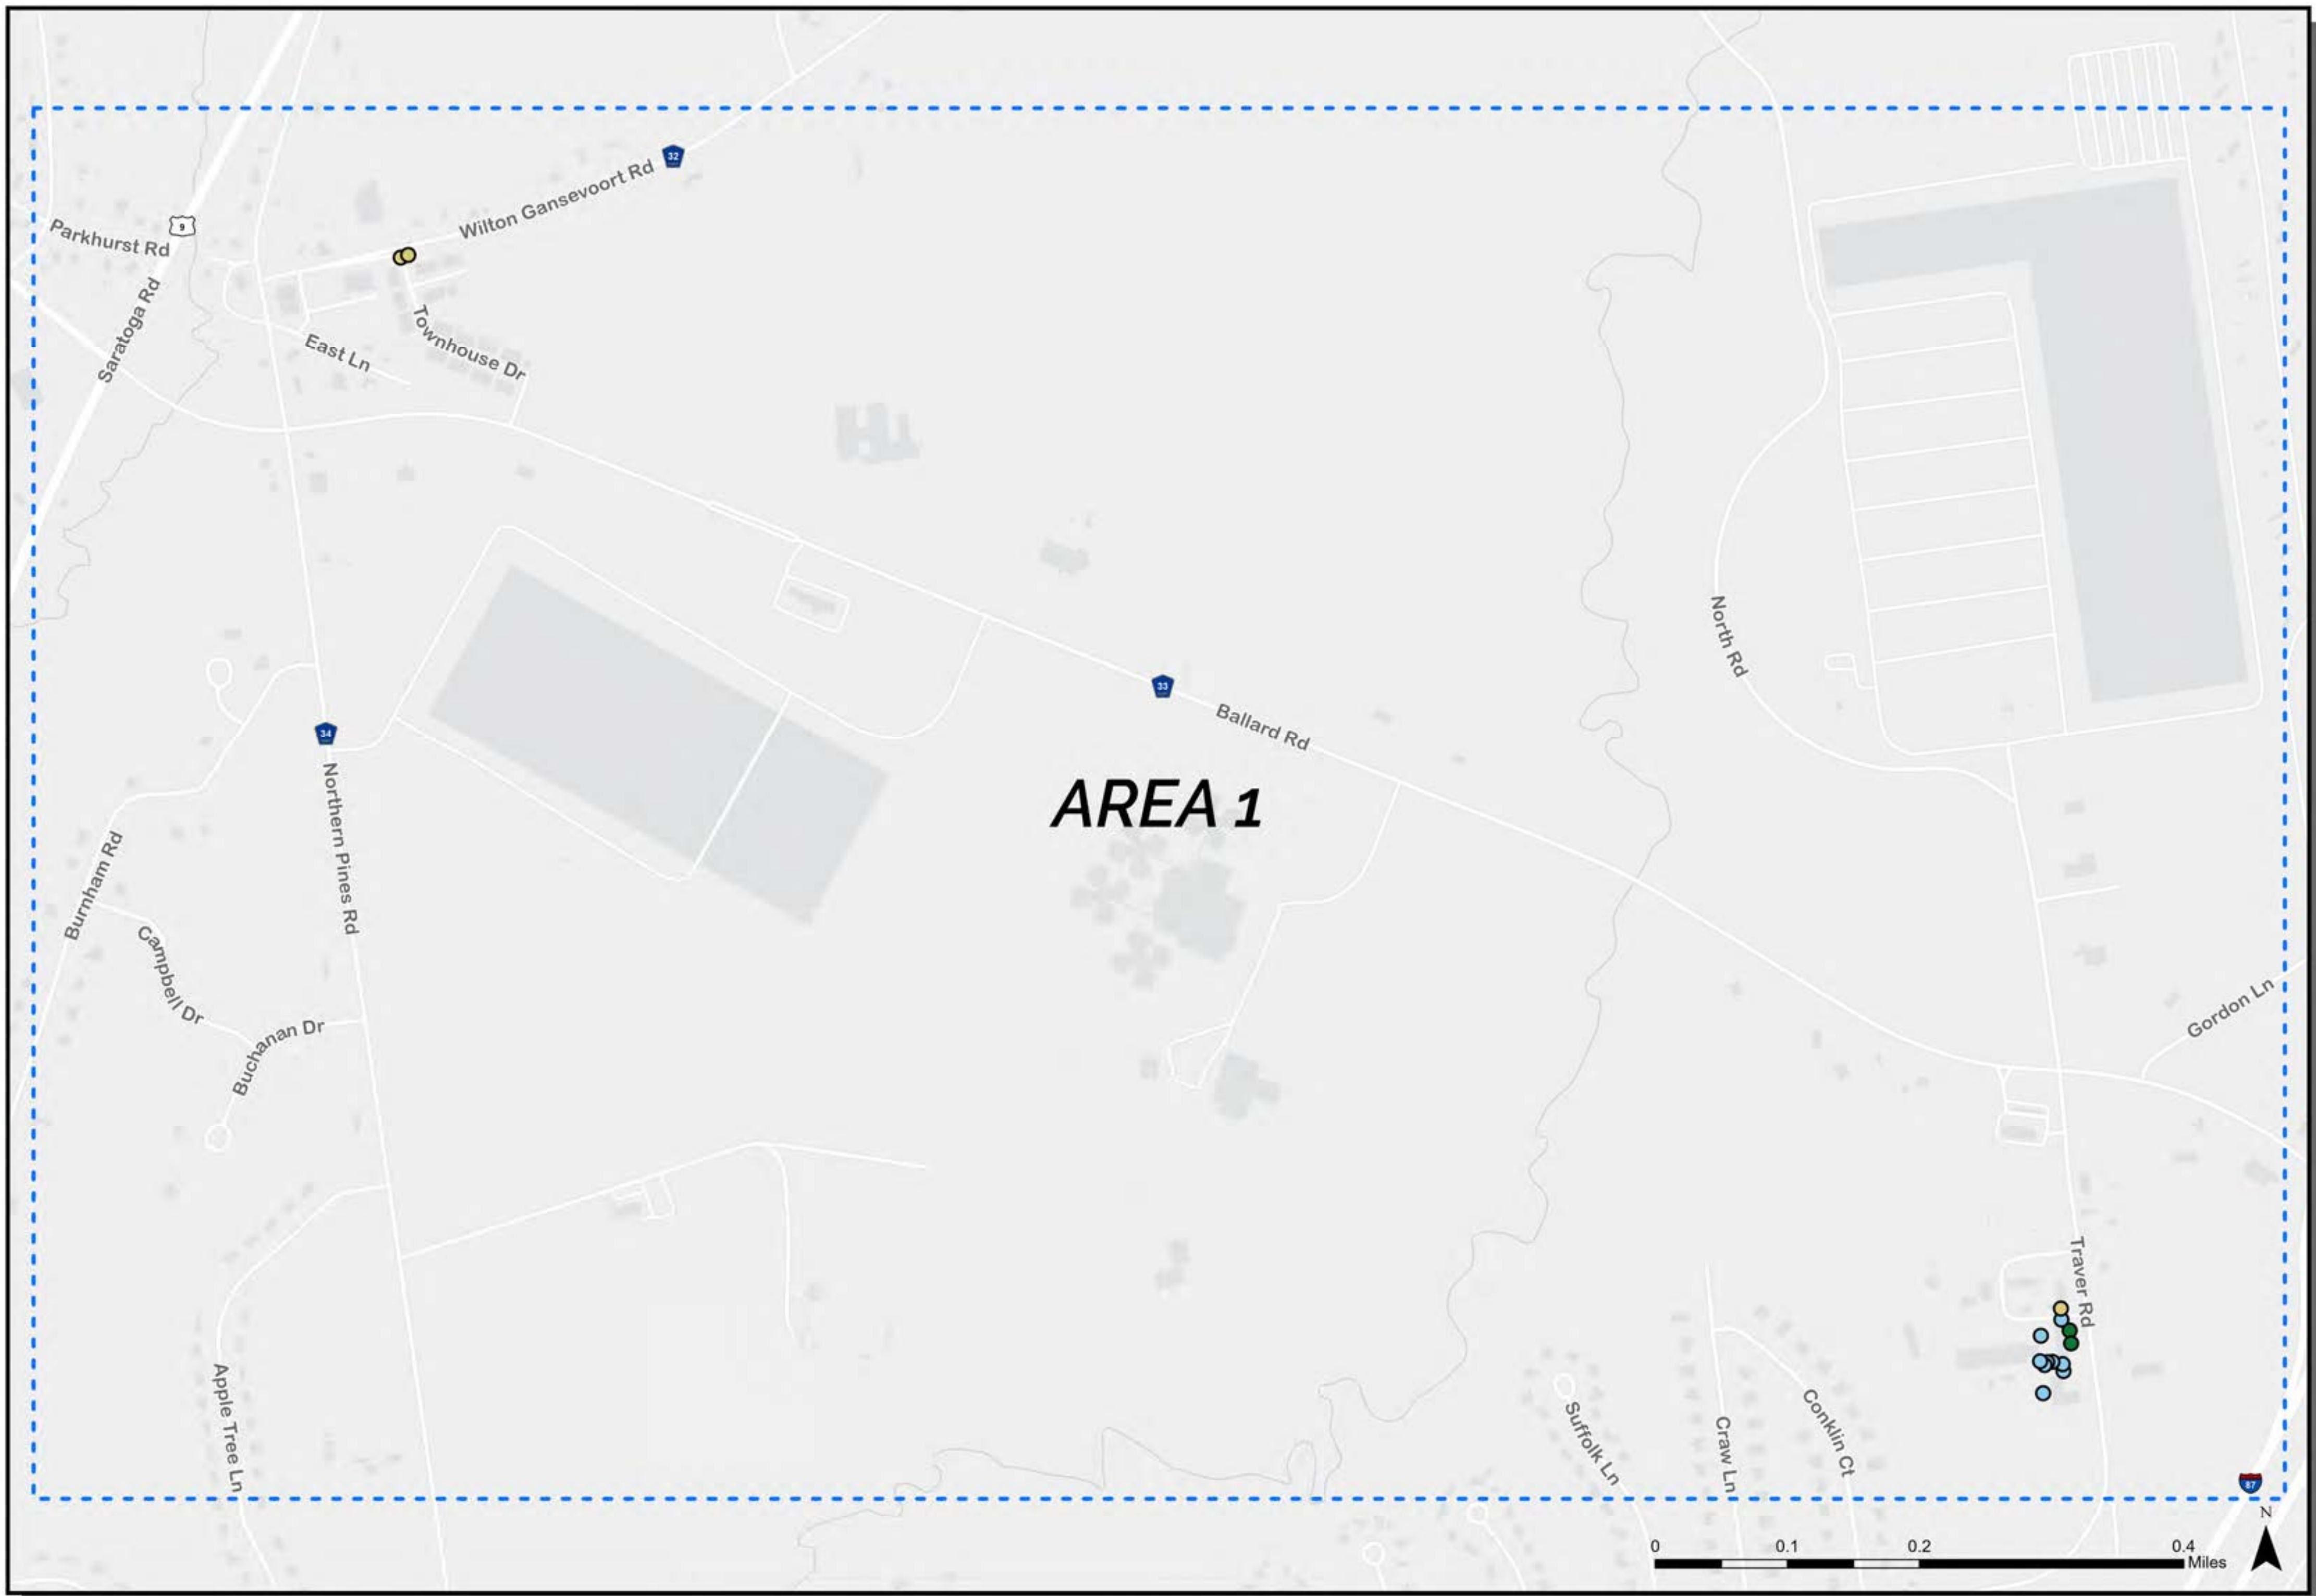 32
Wilton Gansevoort Rd
9
Parkhurst Rd
Saratoga Rd
East Ln
Townhouse Dr
North Rd
33
Ballard Rd
34
Northern Pines Rd
AREA 1
Burnham Rd
Campbell Dr
Buchanan Dr
Gordon Ln
Traver Rd
Apple Tree Ln
Suffolk Ln
Craw Ln
Conklin Ct
87
N
0 0.1 0.2 0.4
Miles